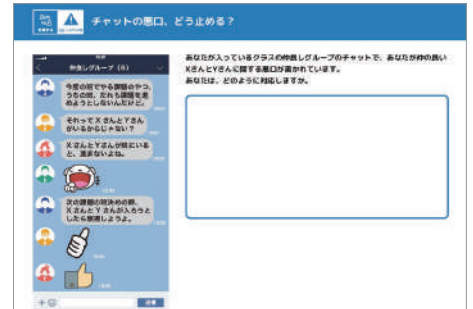 チャットの悪口、どう止める？
仲良しグループ（6）
今度の班でやる課題のやつ、
うちの班、だれも課題を進
めようとしないんだけど。
それってXさんとYさん
がいるからじゃない？
XさんとYさんが班にいる
と、進まないよね。
次の課題の班決めの時、
XさんとYさんが入ろうと
したら無視しようよ。
あなたが入っているクラスの仲良しグループのチャットで、あなたが仲の良い
XさんとYさんに関する悪口が書かれています。
あなたは、どのように対応しますか。